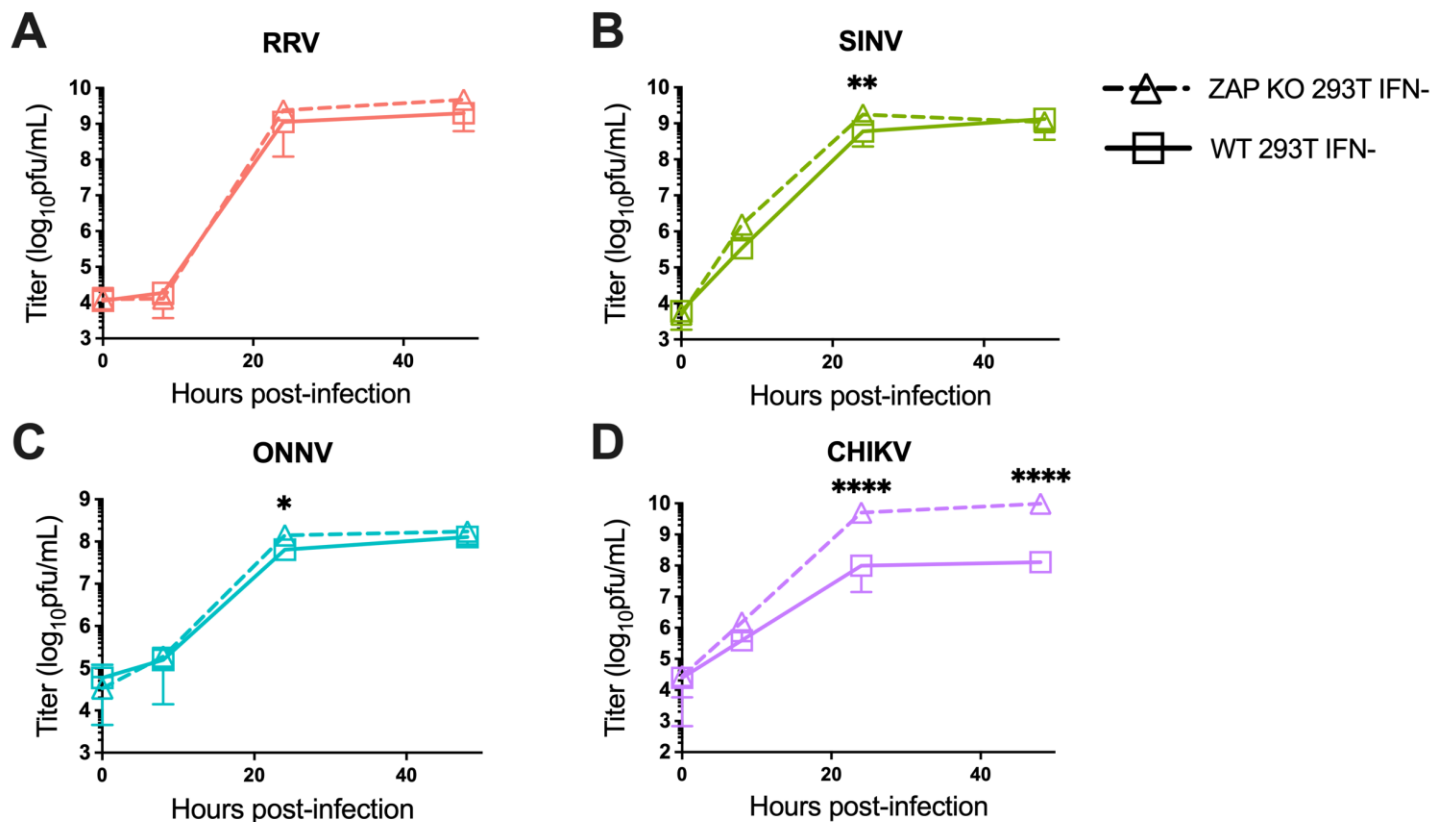 A
RRV
Titer (log10pfu/mL)
10
9
8
7
6
5
4
3
0
20
40
Hours post-infection
B
SINV
**
Titer (log10pfu/mL)
10
9
8
7
6
5
4
3
0
20
40
Hours post-infection
ZAP KO 293T IFN-
WT 293T IFN-
C
ONNV
*
Titer (log10pfu/mL)
9
8
7
6
5
4
3
0
20
40
Hours post-infection
D
CHIKV
****
****
Titer (log10pfu/mL)
10
9
8
7
6
5
4
3
2
0
20
40
Hours post-infection